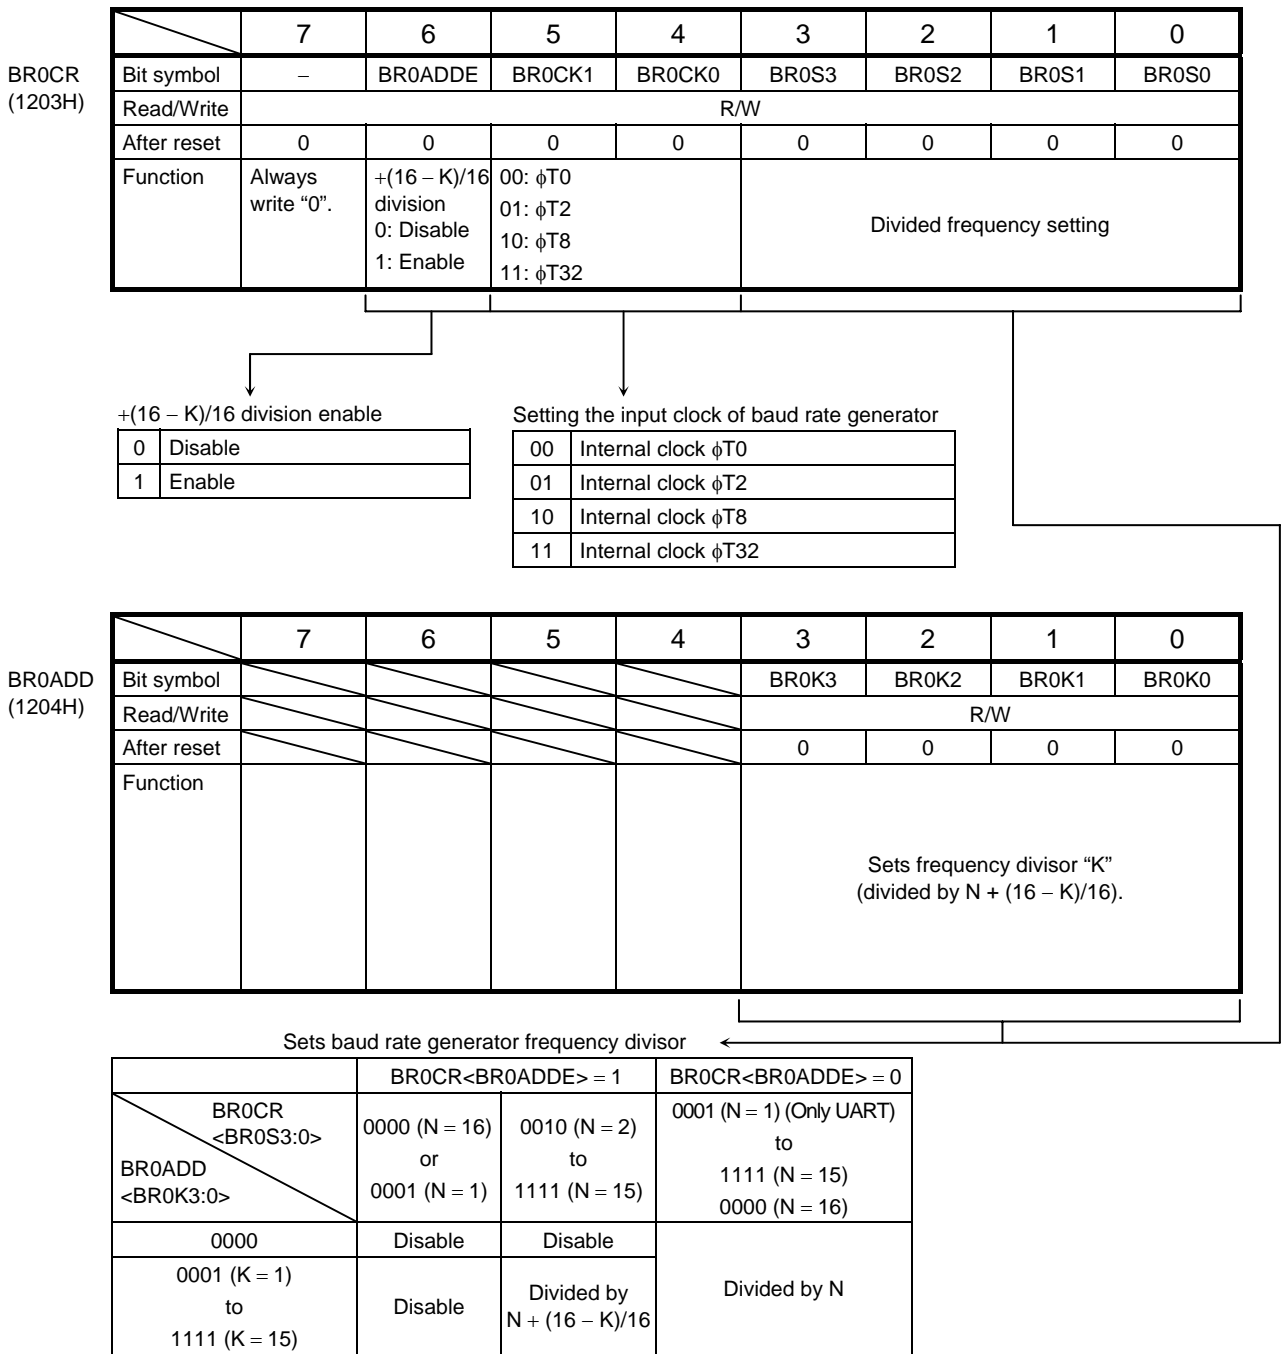 7 6 5 4 3 2 1 0
BR0CR
(1203H)
Bit symbol – BR0ADDE BR0CK1 BR0CK0 BR0S3 BR0S2 BR0S1 BR0S0
Read/Write R/W
After reset 0 0 0 0 0 0 0 0
Function
Always
write “0”.
+(16 – K)/16
division
0: Disable
1: Enable
00: ϕT0
01: ϕT2
10: ϕT8
11: ϕT32
Divided frequency setting
+(16 – K)/16 division enable
0 Disable
1 Enable
Setting the input clock of baud rate generator
00 Internal clock ϕT0
01 Internal clock ϕT2
10 Internal clock ϕT8
11 Internal clock ϕT32
7 6 5 4 3 2 1 0
BR0ADD
(1204H)
Bit symbol BR0K3 BR0K2 BR0K1 BR0K0
Read/Write R/W
After reset 0 0 0 0
Function
Sets frequency divisor “K”
(divided by N + (16 – K)/16).
Sets baud rate generator frequency divisor
BR0CR<BR0ADDE> = 1 BR0CR<BR0ADDE> = 0
BR0CR
<BR0S3:0>
BR0ADD
<BR0K3:0>
0000 (N = 16)
or
0001 (N = 1)
0010 (N = 2)
to
1111 (N = 15)
0001 (N = 1) (Only UART)
to
1111 (N = 15)
0000 (N = 16)
0000 Disable Disable
0001 (K = 1)
to
1111 (K = 15)
Disable
Divided by
N + (16 – K)/16
Divided by N